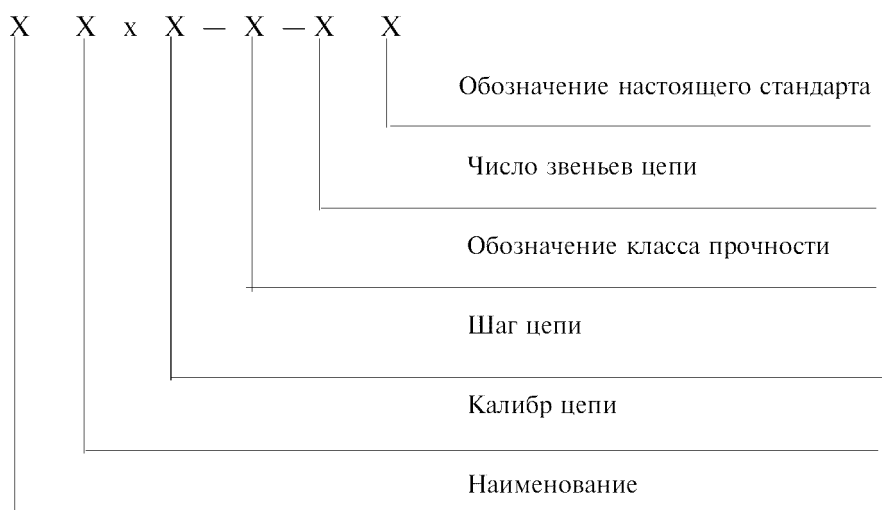 Х Х х Х — Х — Х Х
Обозначение настоящего стандарта
Число звеньев цепи
Обозначение класса прочности
Шаг цепи
Калибр цепи
Наименование